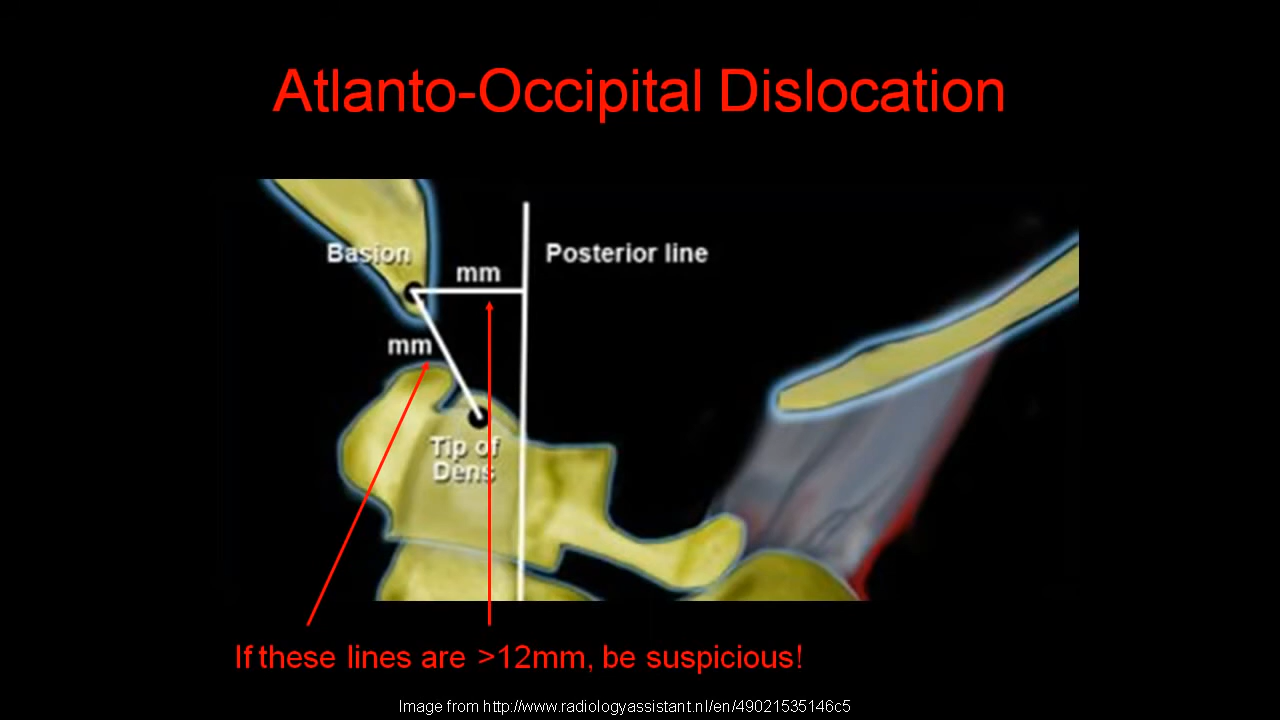 Atlanto-Occipital Dislocation
Basion
mm
Posterior line
mm
Tip of
Dens
If these lines are >12mm, be suspicious!
Image from http://www.radiologyassistant.nl/en/49021535146c5